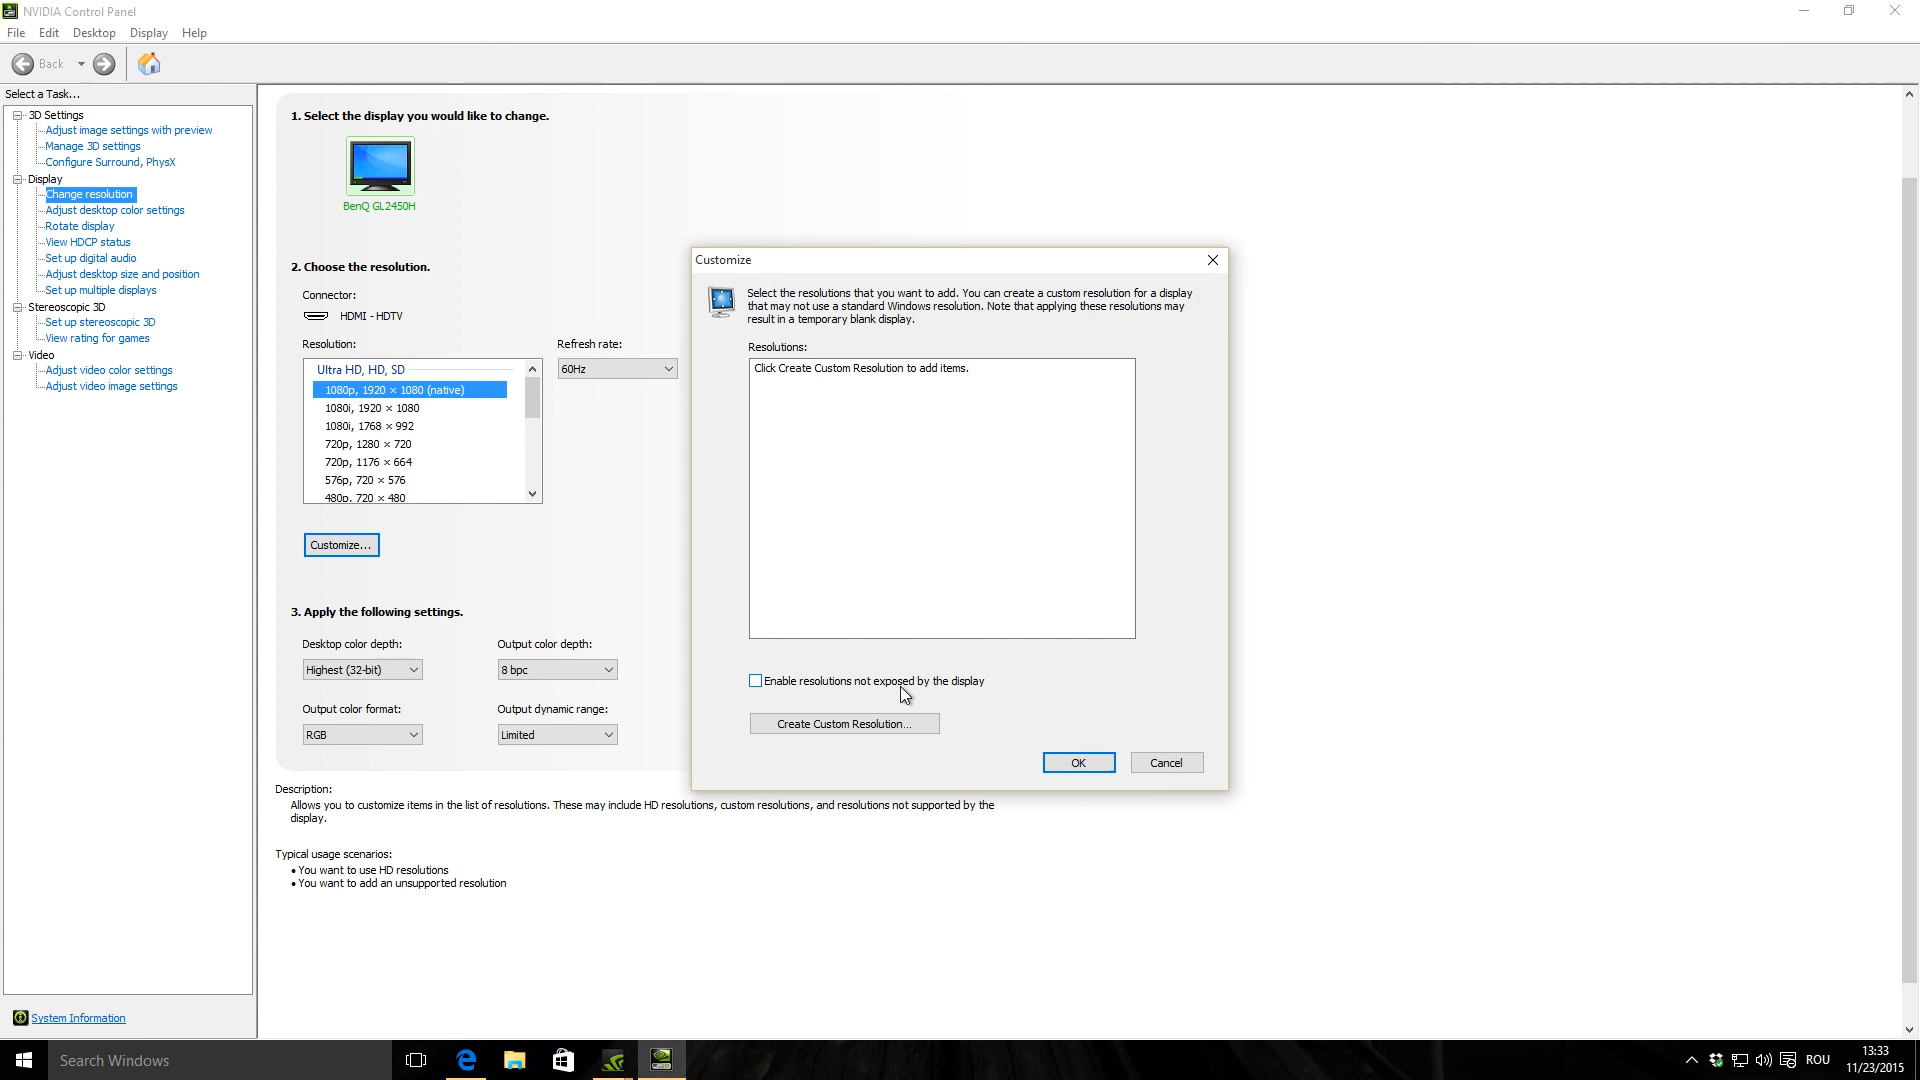 NVIDIA Control Panel
File Edit Desktop Display Help
Back
Select a Task...
3D Settings
Adjust image settings with preview
Manage 3D settings
Configure Surround, PhysX
Display
Change resolution
Adjust desktop color settings
Rotate display
View HDCP status
Set up digital audio
Adjust desktop size and position
Set up multiple displays
Stereoscopic 3D
Set up stereoscopic 3D
View rating for games
Video
Adjust video color settings
Adjust video image settings
System Information
1. Select the display you would like to change.
BenQ GL2450H
2. Choose the resolution.
Connector:
HDMI - HDTV
Resolution:
Refresh rate:
Ultra HD, HD, SD
60Hz
1080p, 1920 × 1080 (native)
1080i, 1920 × 1080
1080i, 1768 × 992
720p, 1280 × 720
720p, 1176 × 664
576p, 720 × 576
480p, 720 × 480
Customize...
3. Apply the following settings.
Desktop color depth:
Output color depth:
Highest (32-bit)
8 bpc
Output color format:
Output dynamic range:
RGB
Limited
Description:
Allows you to customize items in the list of resolutions. These may include HD resolutions, custom resolutions, and resolutions not supported by the
display.
Typical usage scenarios:
• You want to use HD resolutions
• You want to add an unsupported resolution
Customize
Select the resolutions that you want to add. You can create a custom resolution for a display
that may not use a standard Windows resolution. Note that applying these resolutions may
result in a temporary blank display.
Resolutions:
Click Create Custom Resolution to add items.
Enable resolutions not exposed by the display
Create Custom Resolution...
OK
Cancel
Search Windows
ROU
13:33
11/23/2015